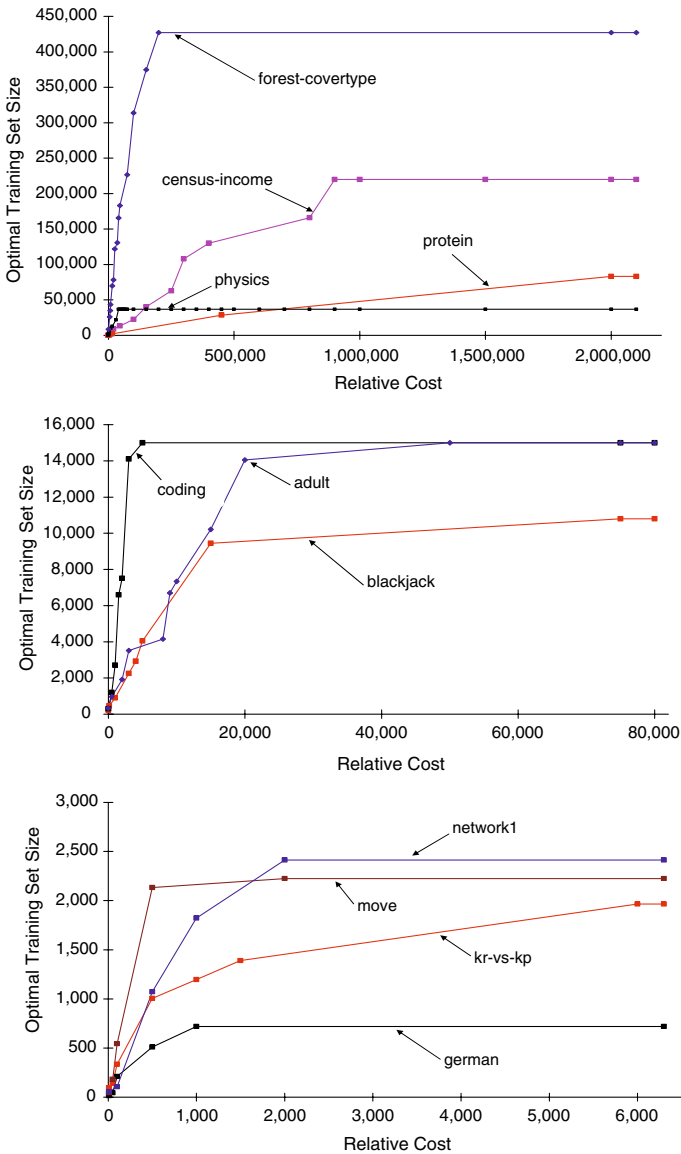 450,000
400,000
350,000
300,000
250,000
200,000
150,000
100,000
50,000
0
Optimal Training Set Size
forest-covertype
census-income
protein
physics
0
500,000
1,000,000
1,500,000
2,000,000
Relative Cost
16,000
14,000
12,000
10,000
8,000
6,000
4,000
2,000
0
Optimal Training Set Size
coding
adult
blackjack
0
20,000
40,000
60,000
80,000
Relative Cost
3,000
2,500
2,000
1,500
1,000
500
0
Optimal Training Set Size
network1
move
kr-vs-kp
german
0
1,000
2,000
3,000
4,000
5,000
6,000
Relative Cost